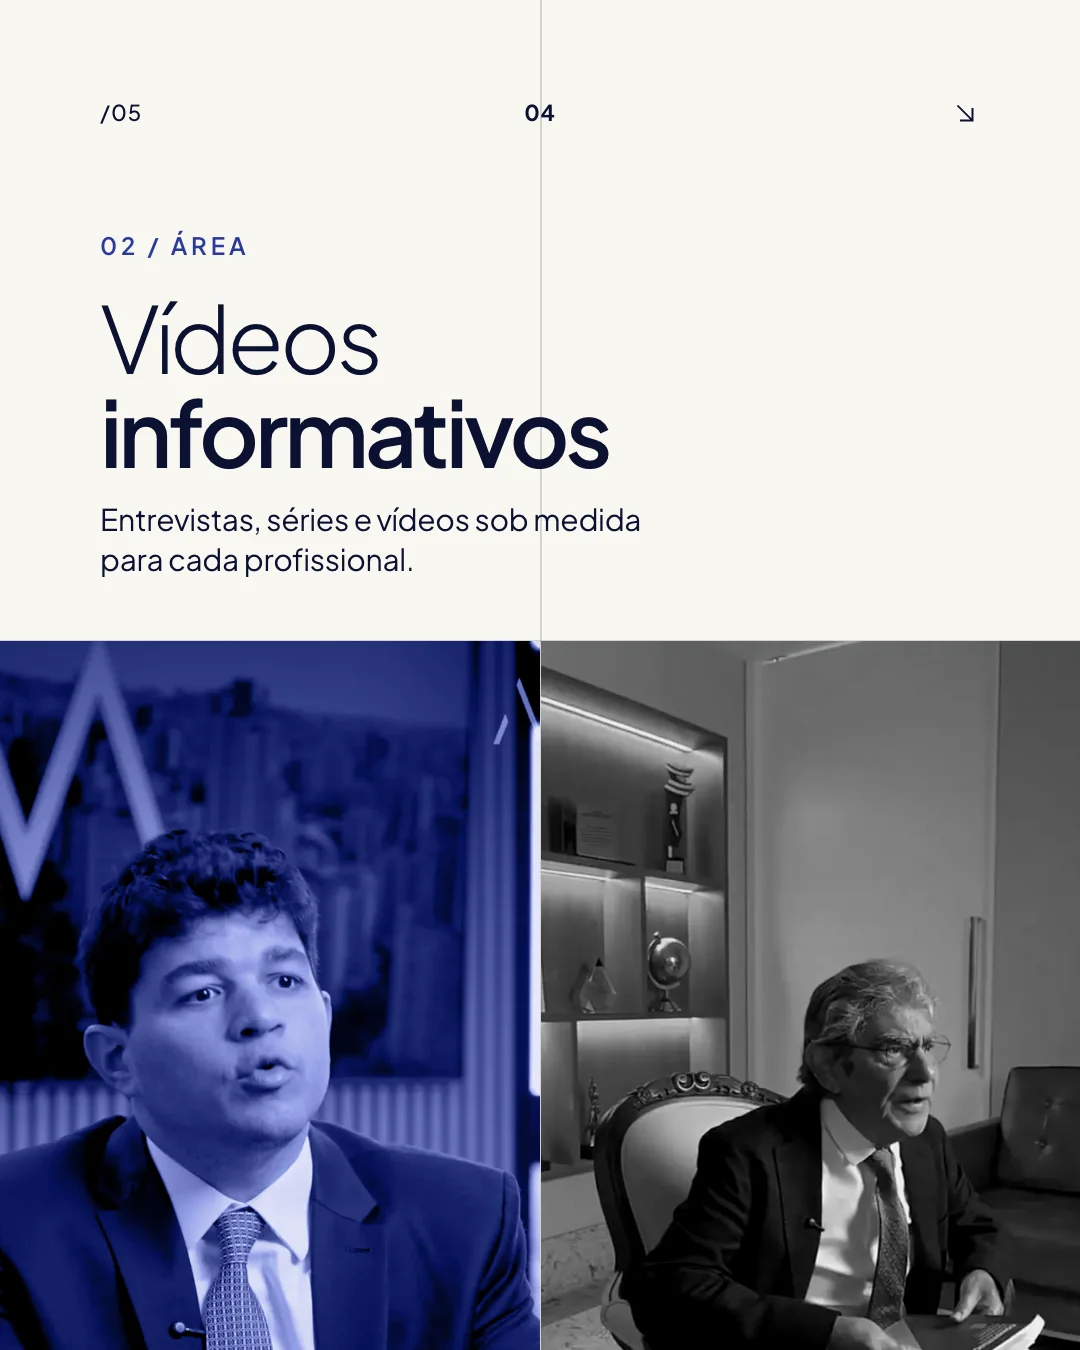 /05
04
02 / ÁREA
Vídeos
informativos
Entrevistas, séries e vídeos sob medida
para cada profissional.